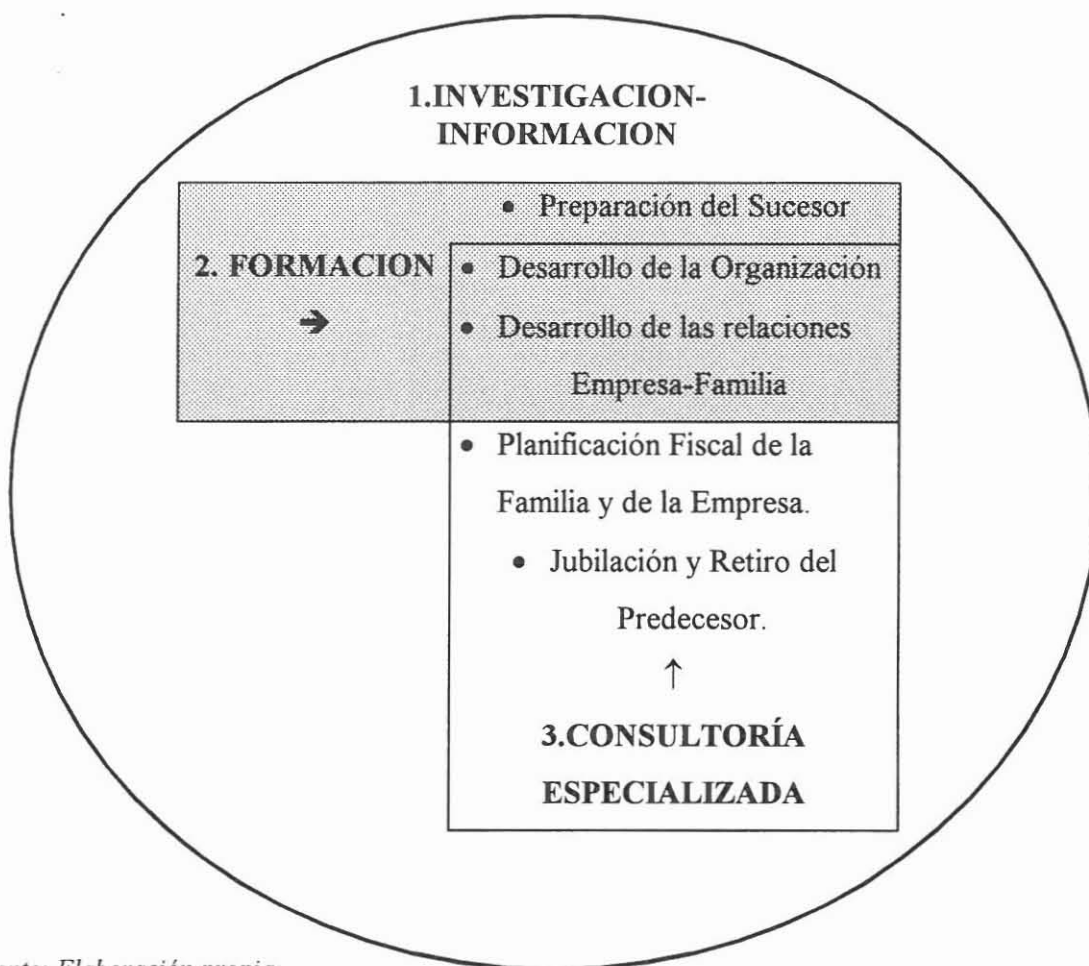 1.INVESTIGACION-
INFORMACION
• Preparación del Sucesor
2. FORMACION
➔
• Desarrollo de la Organización
• Desarrollo de las relaciones
Empresa-Familia
• Planificación Fiscal de la
Familia y de la Empresa.
• Jubilación y Retiro del
Predecesor.
↑
3.CONSULTORÍA
ESPECIALIZADA
Elaboración propia